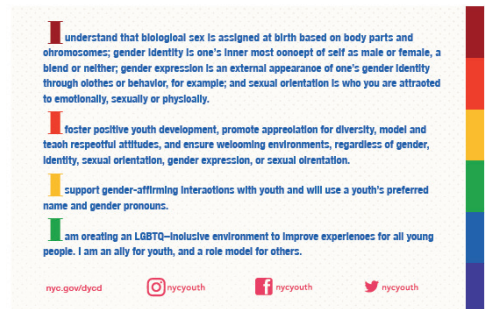 I understand that biological sex is assigned at birth based on body parts and
chromosomes; gender identity is one's inner most concept of self as male or female, a
blend or neither; gender expression is an external appearance of one's gender identity
through clothes or behavior, for example; and sexual orientation is who you are attracted
to emotionally, sexually or physically.
I foster positive youth development, promote appreciation for diversity, model and
teach respectful attitudes, and ensure welcoming environments, regardless of gender,
identity, sexual orientation, gender expression, or sexual oirentation.
I support gender-affirming interactions with youth and will use a youth's preferred
name and gender pronouns.
I am creating an LGBTQ–inclusive environment to improve experiences for all young
people. I am an ally for youth, and a role model for others.
nyc.gov/dycd nycyouth nycyouth nycyouth